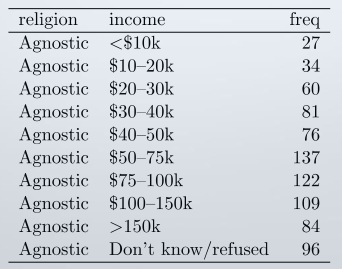 religion income freq
Agnostic <$10k 27
Agnostic $10–20k 34
Agnostic $20–30k 60
Agnostic $30–40k 81
Agnostic $40–50k 76
Agnostic $50–75k 137
Agnostic $75–100k 122
Agnostic $100–150k 109
Agnostic >150k 84
Agnostic Don't know/refused 96